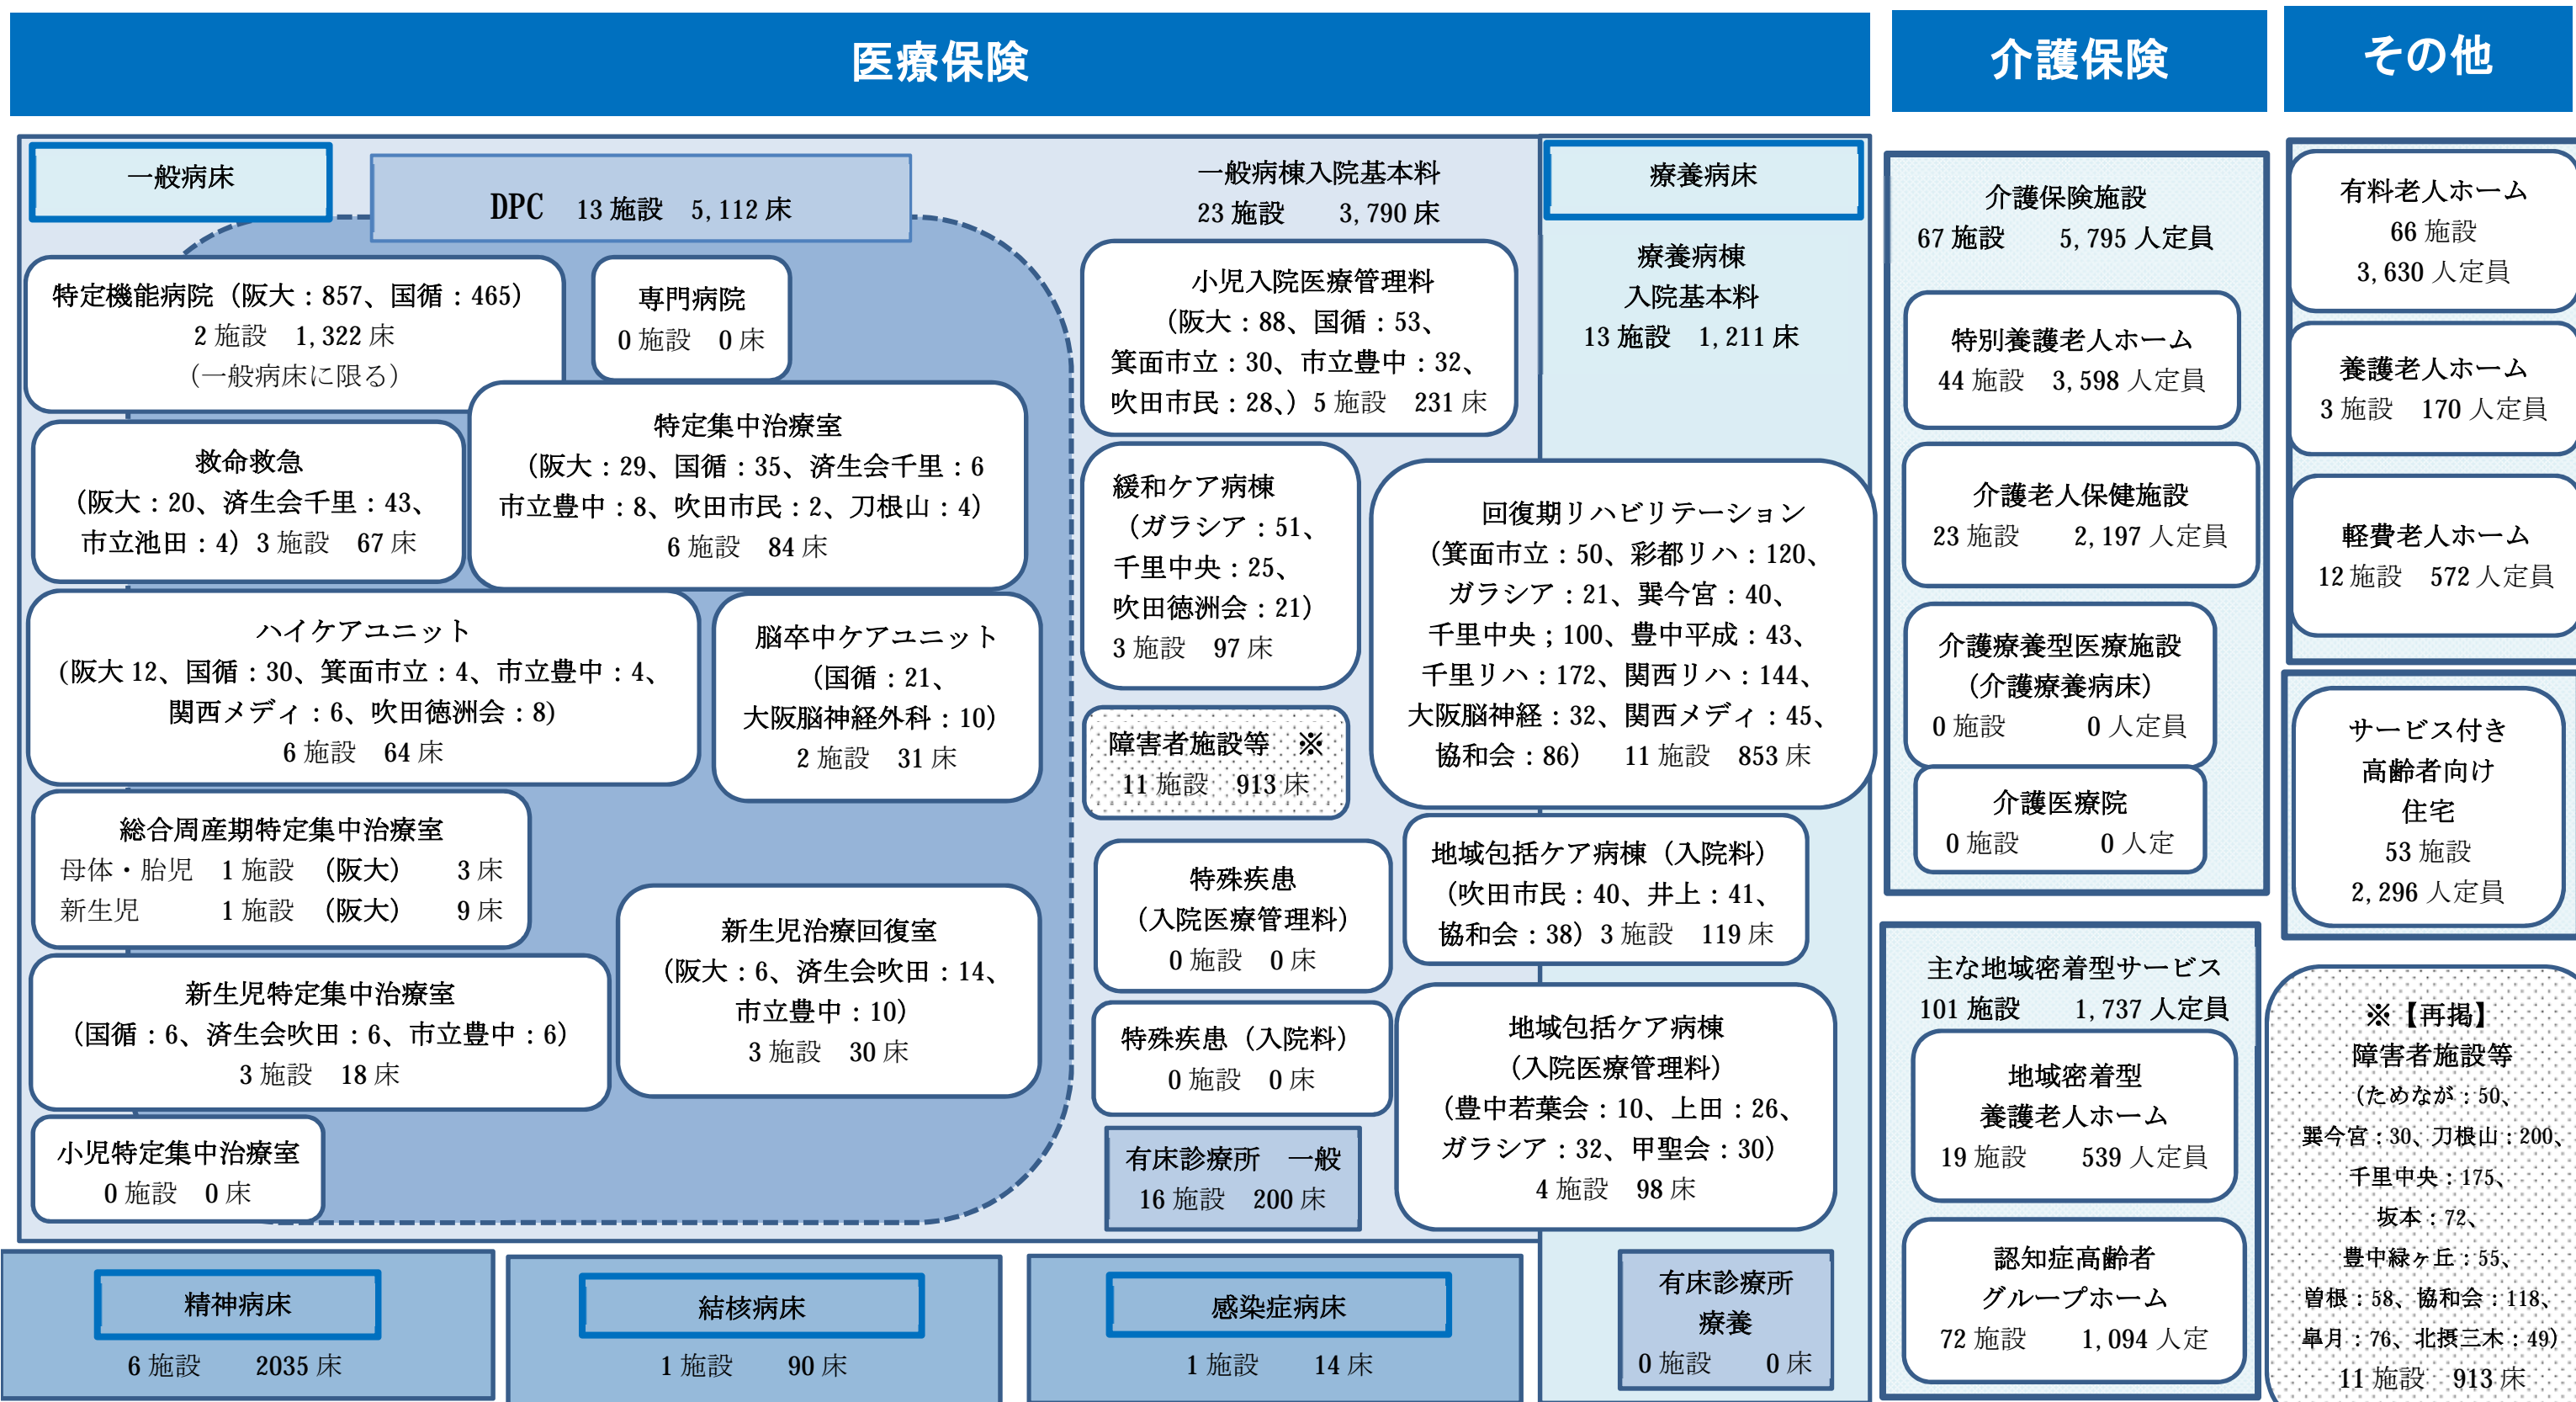 医療保険
介護保険
その他
一般病床
DPC　13 施設　5,112 床
特定機能病院（阪大：857、国循：465）
2 施設　1,322 床
（一般病床に限る）
専門病院
0 施設　0 床
救命救急
（阪大：20、済生会千里：43、
市立池田：4）3 施設　67 床
特定集中治療室
（阪大：29、国循：35、済生会千里：6
市立豊中：8、吹田市民：2、刀根山：4）
6 施設　84 床
ハイケアユニット
（阪大 12、国循：30、箕面市立：4、市立豊中：4、
関西メディ：6、吹田徳洲会：8）
6 施設　64 床
脳卒中ケアユニット
（国循：21、
大阪脳神経外科：10）
2 施設　31 床
総合周産期特定集中治療室
母体・胎児　1 施設　（阪大）　3 床
新生児　1 施設　（阪大）　9 床
新生児治療回復室
（阪大：6、済生会吹田：14、
市立豊中：10）
3 施設　30 床
新生児特定集中治療室
（国循：6、済生会吹田：6、市立豊中：6）
3 施設　18 床
小児特定集中治療室
0 施設　0 床
一般病棟入院基本料
23 施設　3,790 床
小児入院医療管理料
（阪大：88、国循：53、
箕面市立：30、市立豊中：32、
吹田市民：28、）5 施設　231 床
緩和ケア病棟
（ガラシア：51、
千里中央：25、
吹田徳洲会：21）
3 施設　97 床
障害者施設等　※
11 施設　913 床
特殊疾患
（入院医療管理料）
0 施設　0 床
特殊疾患（入院料）
0 施設　0 床
有床診療所　一般
16 施設　200 床
療養病床
療養病棟
入院基本料
13 施設　1,211 床
回復期リハビリテーション
（箕面市立：50、彩都リハ：120、
ガラシア：21、巽今宮：40、
千里中央；100、豊中平成：43、
千里リハ：172、関西リハ：144、
大阪脳神経：32、関西メディ：45、
協和会：86）　11 施設　853 床
地域包括ケア病棟（入院料）
（吹田市民：40、井上：41、
協和会：38）3 施設　119 床
地域包括ケア病棟
（入院医療管理料）
（豊中若葉会：10、上田：26、
ガラシア：32、甲聖会：30）
4 施設　98 床
有床診療所
療養
0 施設　0 床
精神病床
6 施設　2035 床
結核病床
1 施設　90 床
感染症病床
1 施設　14 床
介護保険施設
67 施設　5,795 人定員
特別養護老人ホーム
44 施設　3,598 人定員
介護老人保健施設
23 施設　2,197 人定員
介護療養型医療施設
（介護療養病床）
0 施設　0 人定員
介護医療院
0 施設　0 人定
主な地域密着型サービス
101 施設　1,737 人定員
地域密着型
養護老人ホーム
19 施設　539 人定員
認知症高齢者
グループホーム
72 施設　1,094 人定
有料老人ホーム
66 施設
3,630 人定員
養護老人ホーム
3 施設　170 人定員
軽費老人ホーム
12 施設　572 人定員
サービス付き
高齢者向け
住宅
53 施設
2,296 人定員
※【再掲】
障害者施設等
（ためなが：50、
巽今宮：30、刀根山：200、
千里中央：175、
坂本：72、
豊中緑ヶ丘：55、
曽根：58、協和会：118、
皐月：76、北摂三木：49）
11 施設　913 床